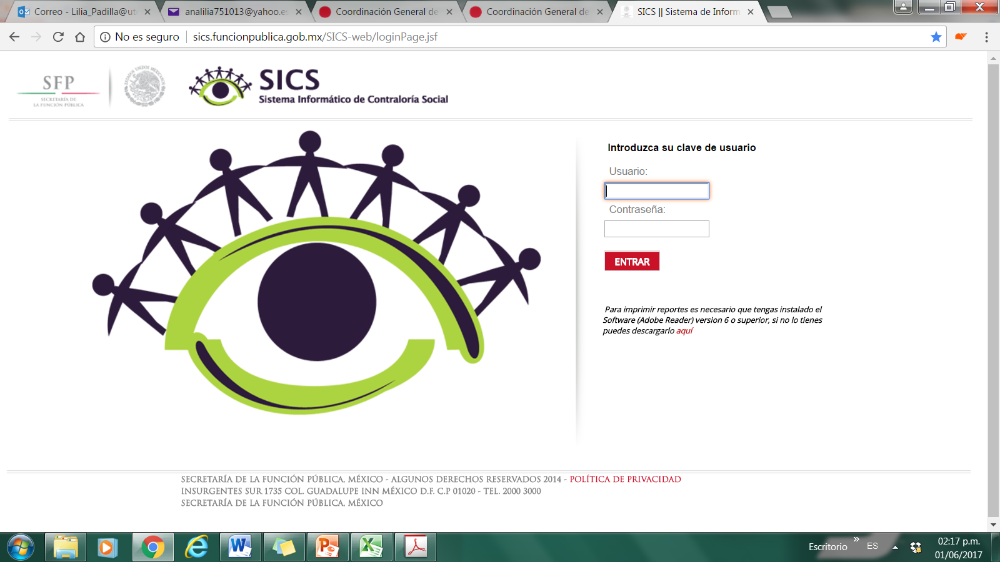 Correo - Lilia_Padilla@ut
analilia751013@yahoo.es
Coordinación General de
Coordinación General de
SICS || Sistema de Inform
No es seguro
sics.funcionpublica.gob.mx/SICS-web/loginPage.jsf
SFP
SECRETARÍA DE
LA FUNCIÓN PÚBLICA
ESTADOS UNIDOS MEXICANOS
SICS
Sistema Informático de Contraloría Social
Introduzca su clave de usuario
Usuario:
Contraseña:
ENTRAR
Para imprimir reportes es necesario que tengas instalado el
Software (Adobe Reader) version 6 o superior, si no lo tienes
puedes descargarlo aquí
SECRETARÍA DE LA FUNCIÓN PÚBLICA, MÉXICO - ALGUNOS DERECHOS RESERVADOS 2014 - POLÍTICA DE PRIVACIDAD
INSURGENTES SUR 1735 COL. GUADALUPE INN MÉXICO D.F. C.P 01020 - TEL. 2000 3000
SECRETARÍA DE LA FUNCIÓN PÚBLICA, MÉXICO
Escritorio
ES
02:17 p.m.
01/06/2017